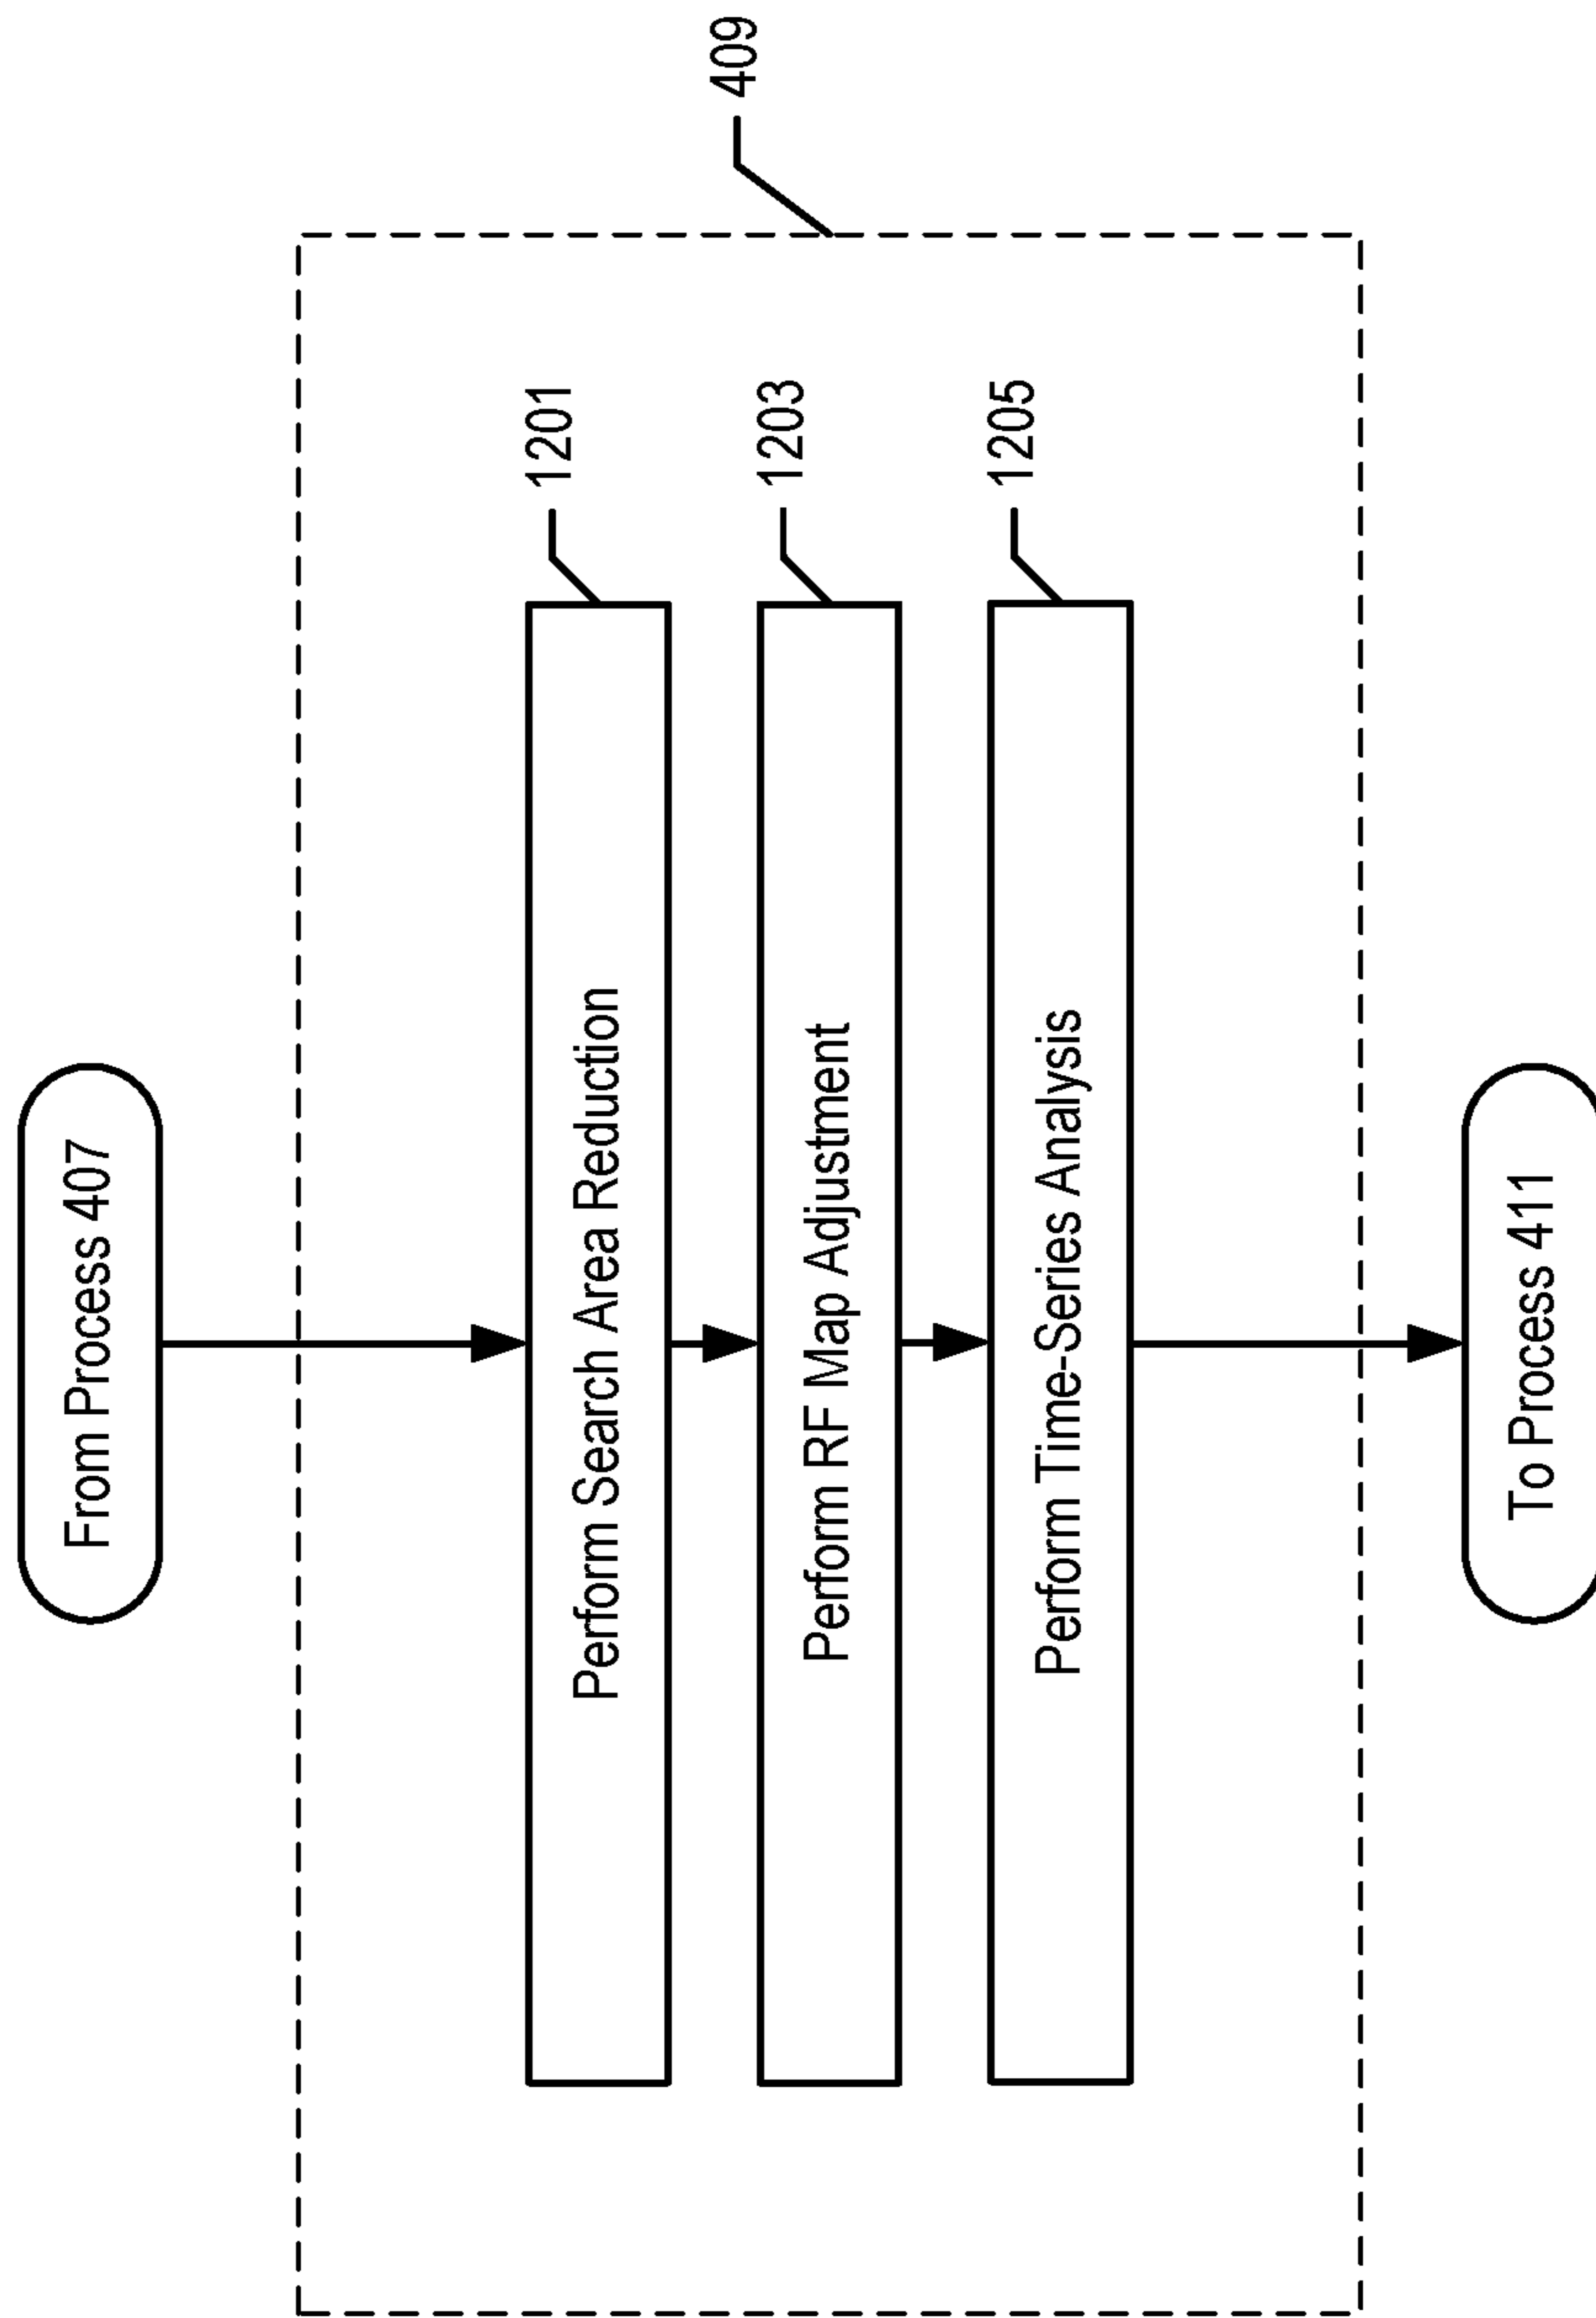 From Process 407
409
1201
Perform Search Area Reduction
1203
Perform RF Map Adjustment
1205
Perform Time-Series Analysis
To Process 411